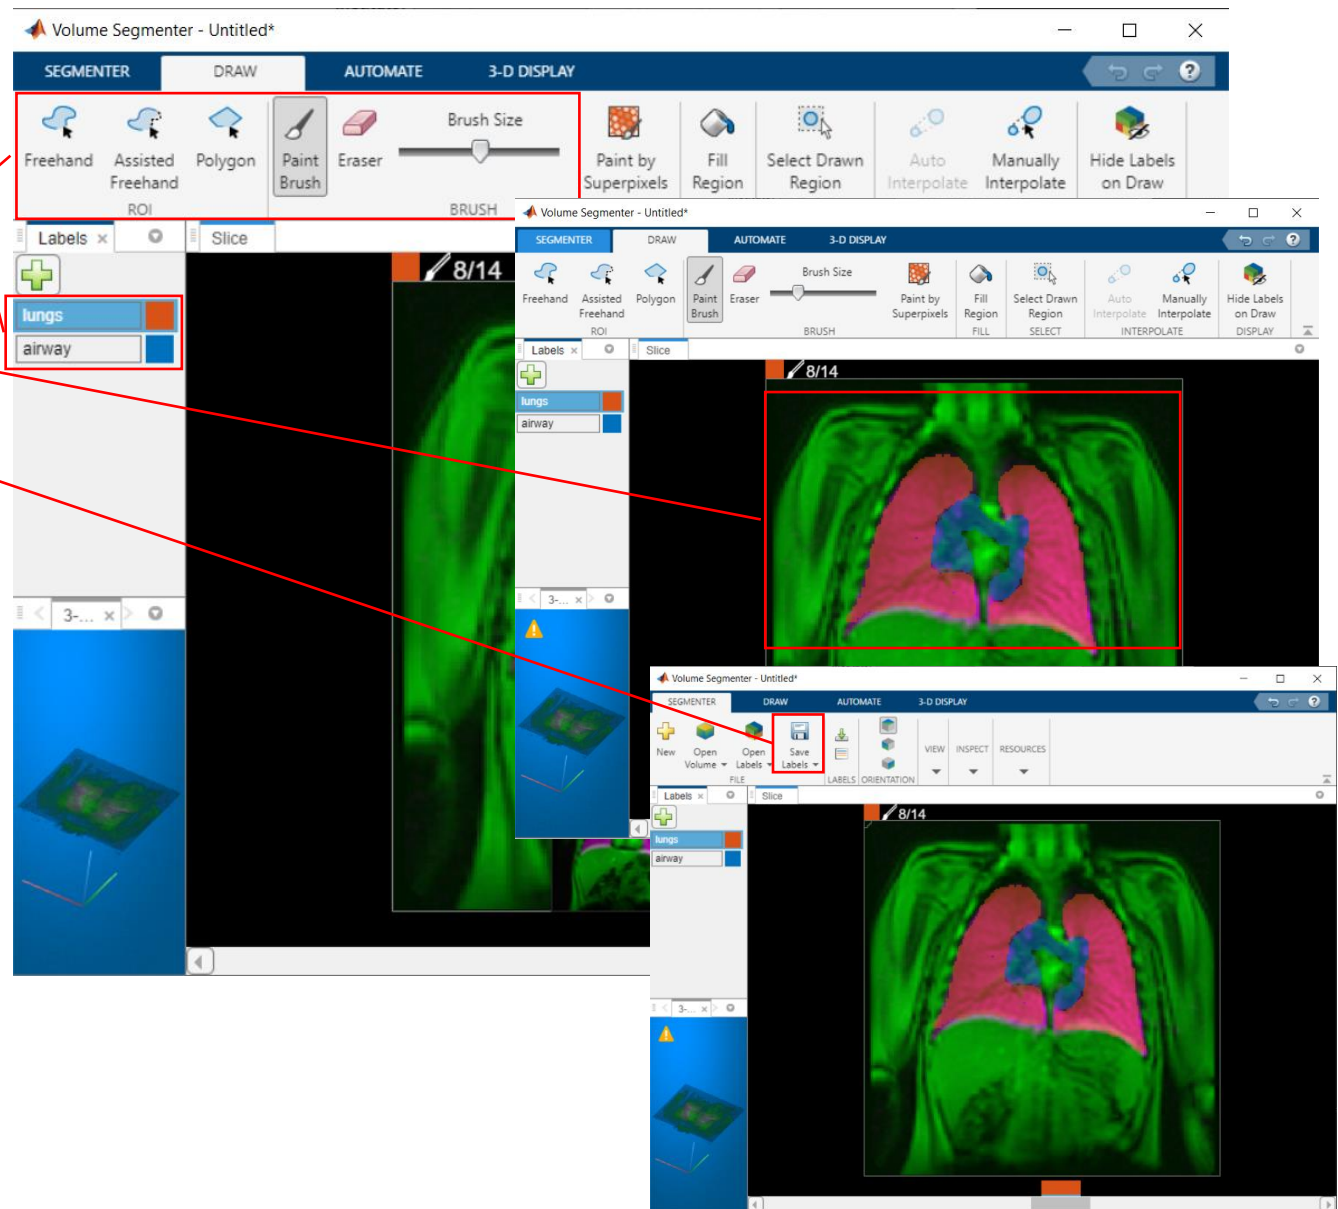 Volume Segmenter - Untitled*
SEGMENTER DRAW AUTOMATE 3-D DISPLAY
Brush Size
Freehand Assisted Freehand Polygon Paint Brush Eraser Paint by Superpixels Fill Region Select Drawn Region Auto Interpolate Manually Interpolate Hide Labels on Draw
ROI BRUSH
Labels Slice
8/14
lungs
airway
3-...
Volume Segmenter - Untitled*
SEGMENTER DRAW AUTOMATE 3-D DISPLAY
Brush Size
Freehand Assisted Freehand Polygon Paint Brush Eraser Paint by Superpixels Fill Region Select Drawn Region Auto Interpolate Manually Interpolate Hide Labels on Draw
ROI BRUSH FILL SELECT INTERPOLATE DISPLAY
Labels Slice
8/14
lungs
airway
3-...
Volume Segmenter - Untitled*
SEGMENTER DRAW AUTOMATE 3-D DISPLAY
New Open Volume Open Labels Save Labels VIEW INSPECT RESOURCES
FILE LABELS ORIENTATION
Labels Slice
8/14
lungs
airway
3-...